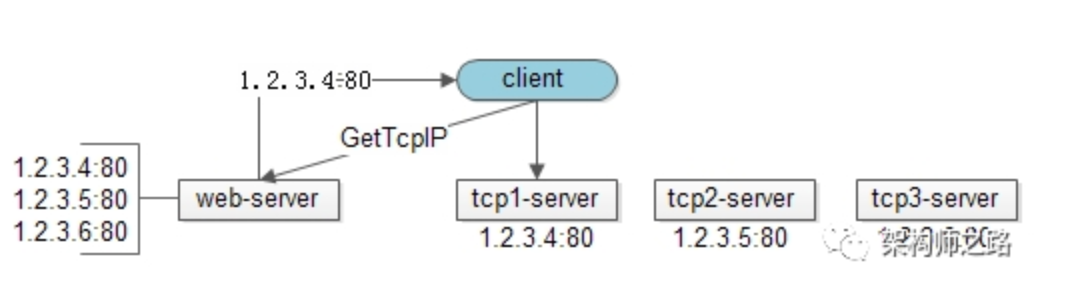 1.2.3.4:80
client
GetTcpIP
1.2.3.4:80
1.2.3.5:80
1.2.3.6:80
web-server
tcp1-server
tcp2-server
tcp3-server
1.2.3.4:80
1.2.3.5:80
架构师之路